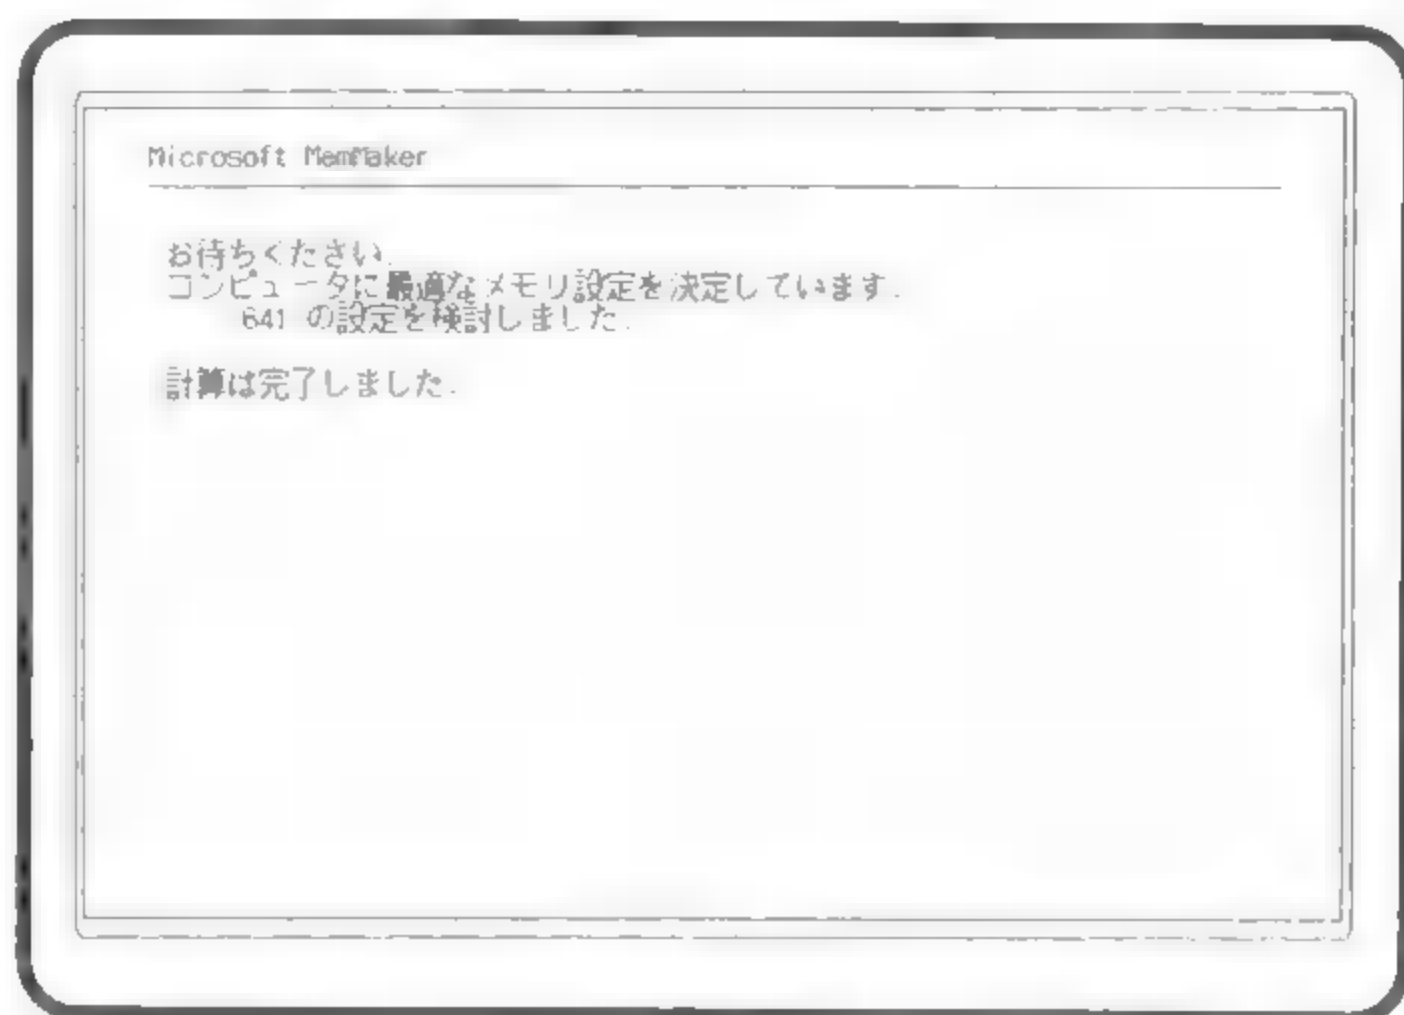 Microsoft MemMaker
お待ちください.
コンピュータに最適なメモリ設定を決定しています.
641 の設定を検討しました.
計算は完了しました.